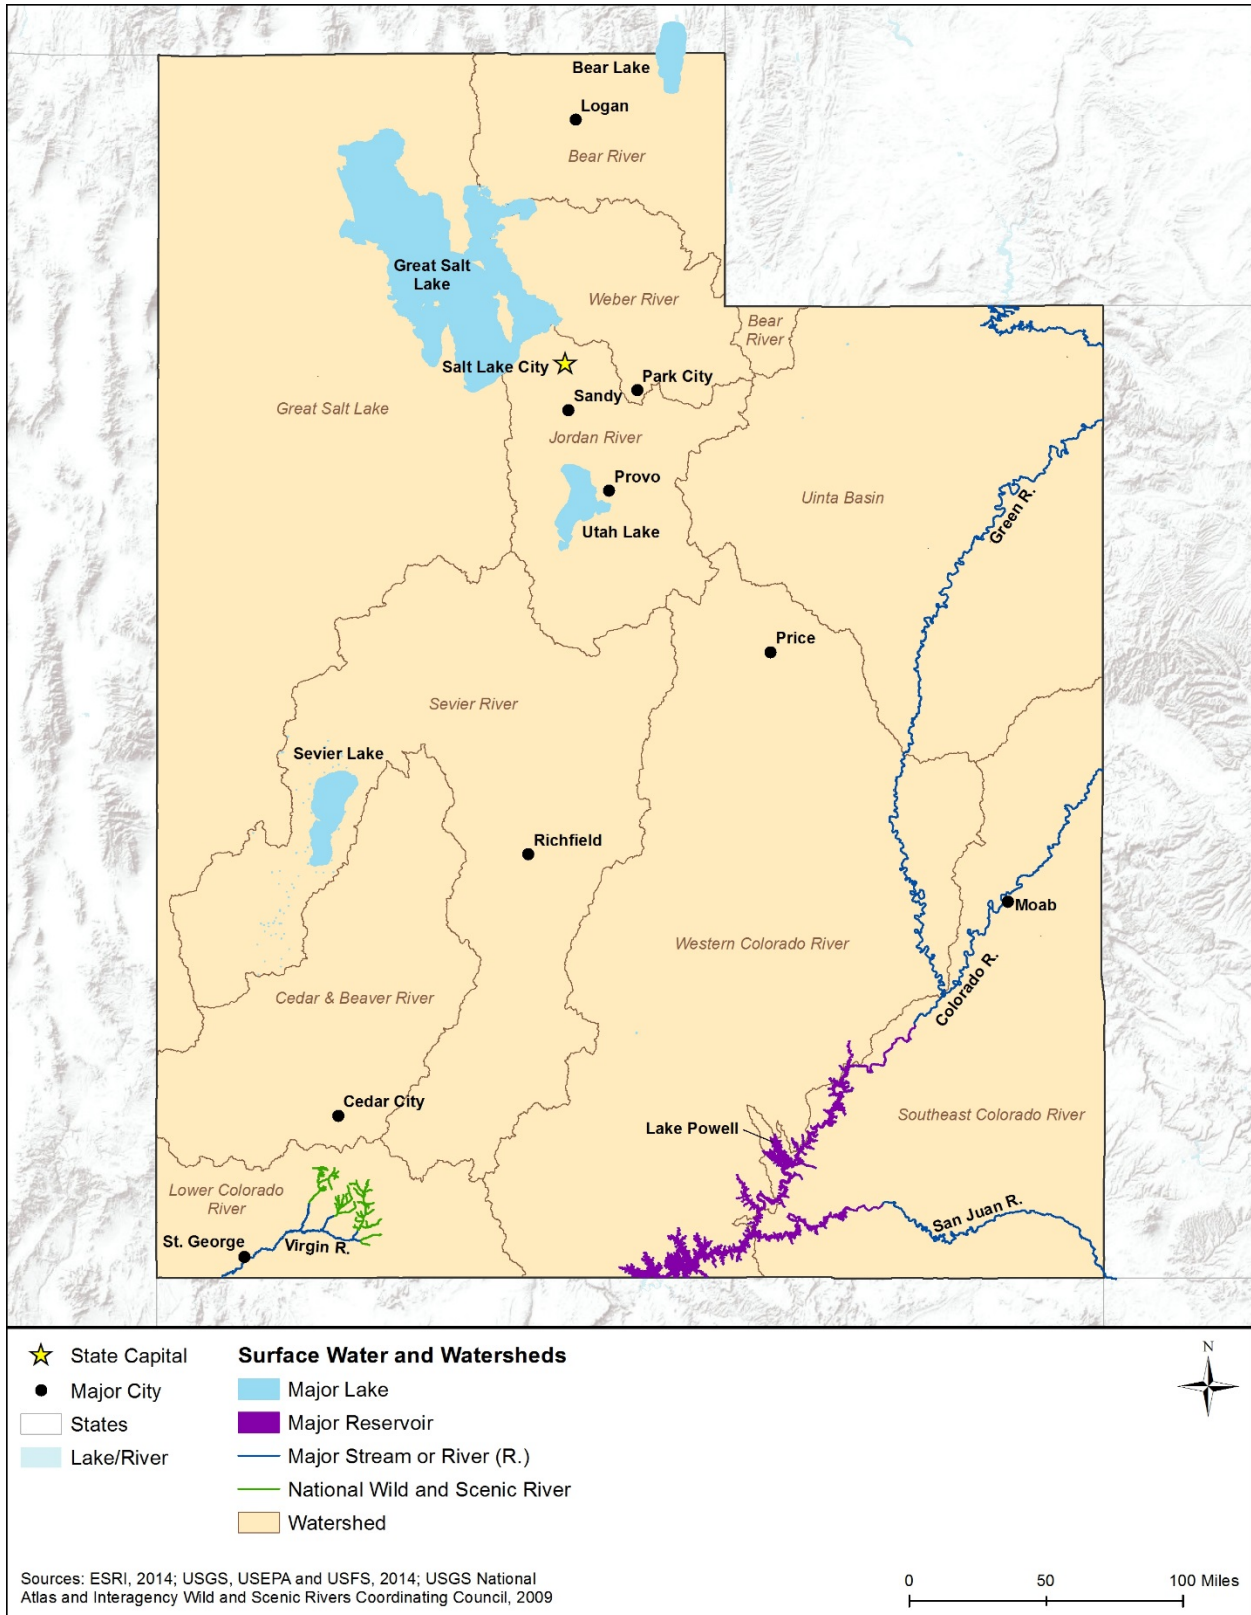 Bear Lake
Logan
Bear River
Great Salt
Lake
Weber River
Bear
River
Salt Lake City
Park City
Sandy
Great Salt Lake
Jordan River
Provo
Utah Lake
Uinta Basin
Green R.
Price
Sevier River
Sevier Lake
Richfield
Moab
Western Colorado River
Colorado R.
Cedar & Beaver River
Cedar City
Southeast Colorado River
Lake Powell
Lower Colorado
River
San Juan R.
St. George
Virgin R.
State Capital
Major City
States
Lake/River
Surface Water and Watersheds
Major Lake
Major Reservoir
Major Stream or River (R.)
National Wild and Scenic River
Watershed
N
Sources: ESRI, 2014; USGS, USEPA and USFS, 2014; USGS National
Atlas and Interagency Wild and Scenic Rivers Coordinating Council, 2009
0 50 100 Miles